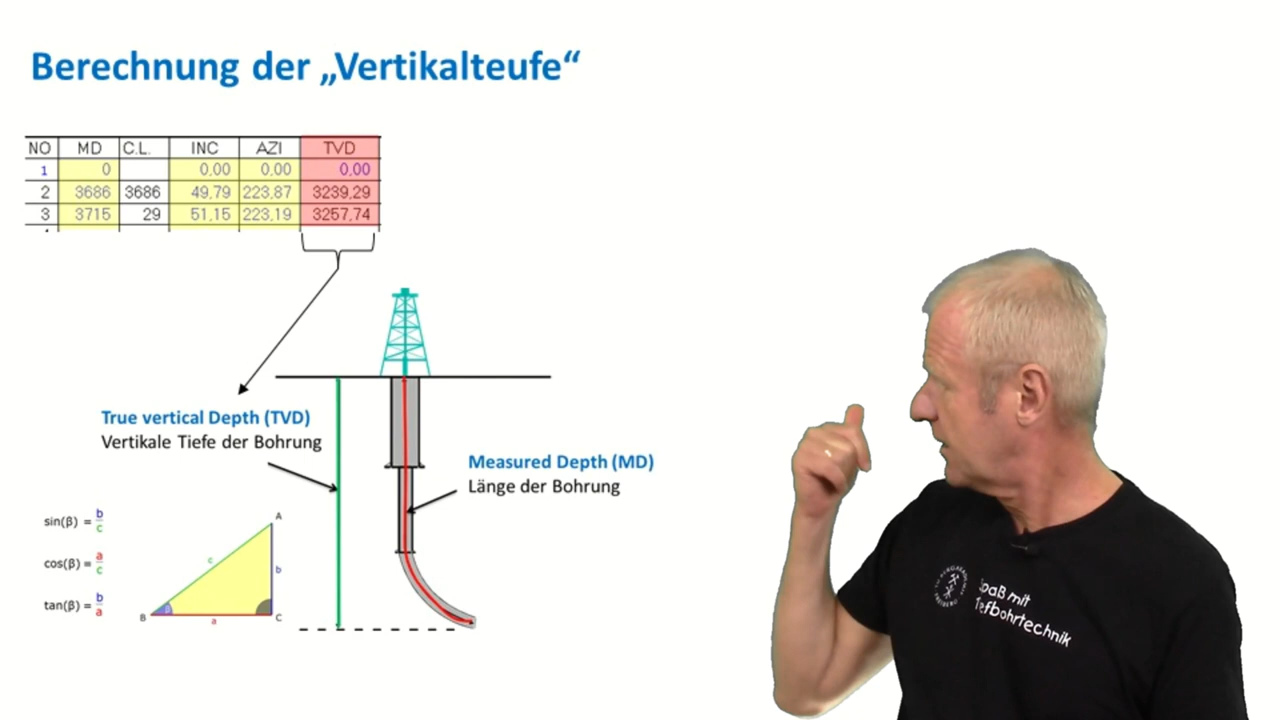 Berechnung der „Vertikalteufe“
NO MD C.L. INC AZI TVD
1 0 0,00 0,00 0,00
2 3686 3686 49,79 223,87 3239,29
3 3715 29 51,15 223,19 3257,74
True vertical Depth (TVD)
Vertikale Tiefe der Bohrung
Measured Depth (MD)
Länge der Bohrung
sin(β) = b/c
cos(β) = a/c
tan(β) = b/a
A
c
b
B
a
C
Spaß mit
Tiefbohrtechnik